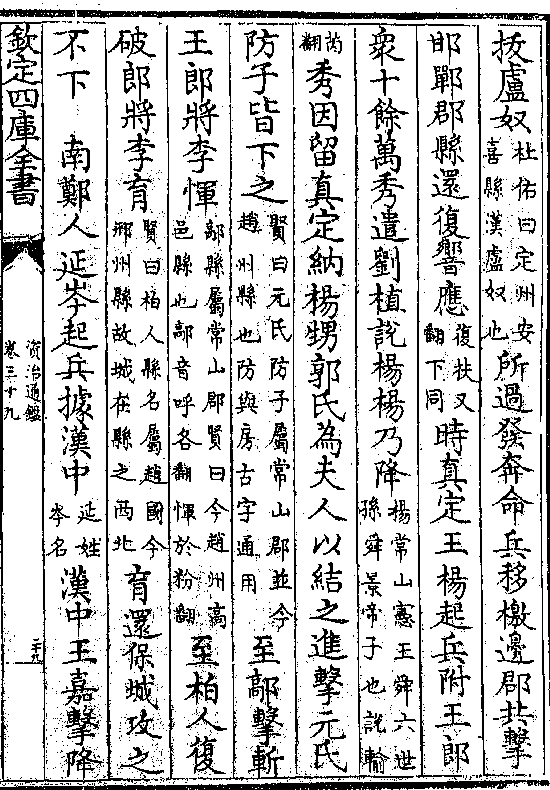 拔盧奴杜佑曰定州安喜縣漢盧奴也所過發奔命兵移檄邊郡共擊
邯鄲郡縣還復響應復扶又翻下同時真定王楊起兵附王郎
衆十餘萬秀遣劉植說楊楊乃降楊常山憲王舜六世孫舜景帝子也說輸
芮翻秀因留真定納楊甥郭氏為夫人以結之進擊元氏
防子皆下之賢曰元氏防子屬常山郡並今趙州縣也防與房古字通用至鄗擊斬
王郎將李惲鄗縣屬常山郡賢曰今趙州高邑縣也鄗音呼各翻惲於粉翻至柏人復
破郎將李育賢曰栢人縣名屬趙國今邢州縣故城在縣之西北育還保城攻之
不下 南鄭人延岑起兵據漢中延姓岑名漢中王嘉擊降
欽定四庫全書
資治通鑑
卷三十九
二十九